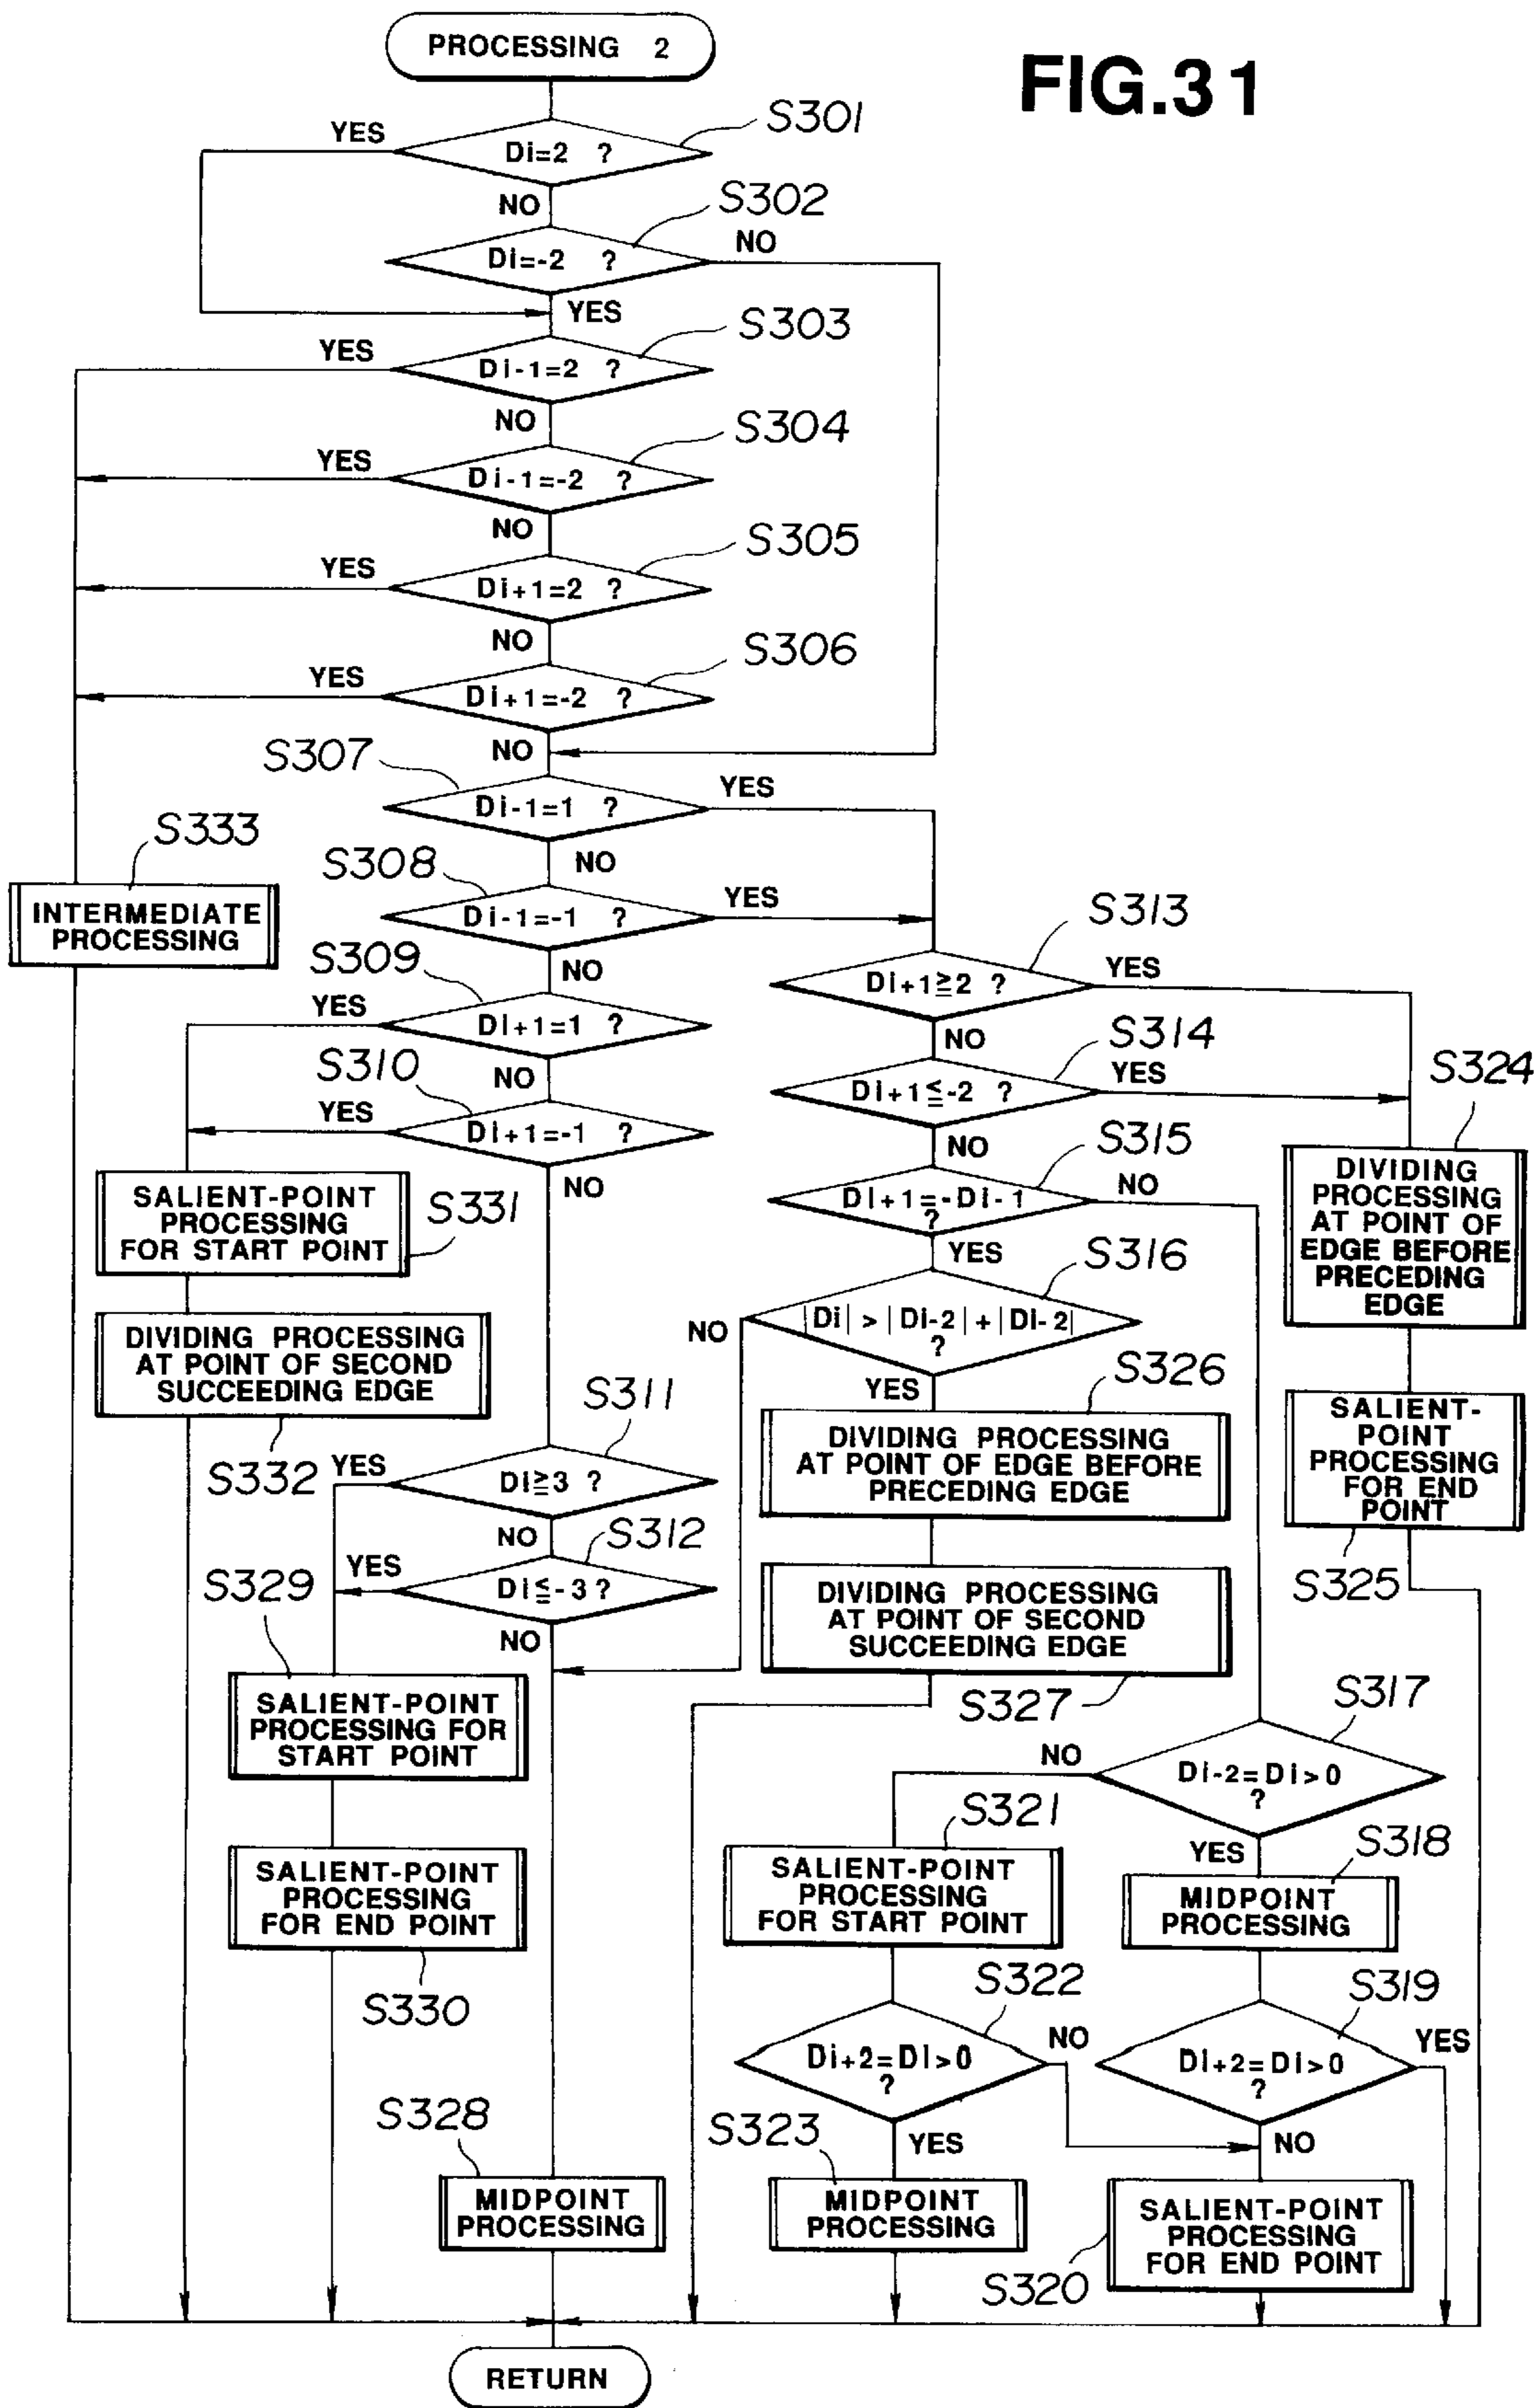 PROCESSING 2
FIG.31
S301
YES
Di=2 ?
NO
S302
Di=-2 ?
NO
YES
S303
YES
Di-1=2 ?
NO
S304
YES
Di-1=-2 ?
NO
S305
YES
Di+1=2 ?
NO
S306
YES
Di+1=-2 ?
NO
S307
Di-1=1 ?
YES
NO
S333
INTERMEDIATE
PROCESSING
S308
Di-1=-1 ?
YES
NO
S309
YES
Di+1=1 ?
NO
S310
YES
Di+1=-1 ?
NO
S313
Di+1≧2 ?
YES
NO
S314
Di+1≦-2 ?
YES
NO
S315
Di+1=-Di-1
?
NO
YES
S324
DIVIDING
PROCESSING
AT POINT OF
EDGE BEFORE
PRECEDING
EDGE
SALIENT-POINT
PROCESSING
FOR START POINT
S331
S316
|Di|>|Di-2|+|Di-2|
?
NO
YES
DIVIDING PROCESSING
AT POINT OF SECOND
SUCCEEDING EDGE
S332
S326
DIVIDING PROCESSING
AT POINT OF EDGE BEFORE
PRECEDING EDGE
SALIENT-
POINT
PROCESSING
FOR END
POINT
S325
S311
YES
Di≧3 ?
NO
S312
YES
Di≦-3?
NO
DIVIDING PROCESSING
AT POINT OF SECOND
SUCCEEDING EDGE
S327
S329
SALIENT-POINT
PROCESSING FOR
START POINT
S317
NO
Di-2=Di>0
?
YES
SALIENT-POINT
PROCESSING
FOR END POINT
S330
S321
SALIENT-POINT
PROCESSING
FOR START POINT
S318
MIDPOINT
PROCESSING
S322
Di+2=Di>0
?
NO
YES
S319
Di+2=Di>0
?
YES
NO
S328
MIDPOINT
PROCESSING
S323
MIDPOINT
PROCESSING
SALIENT-POINT
PROCESSING
FOR END POINT
S320
RETURN